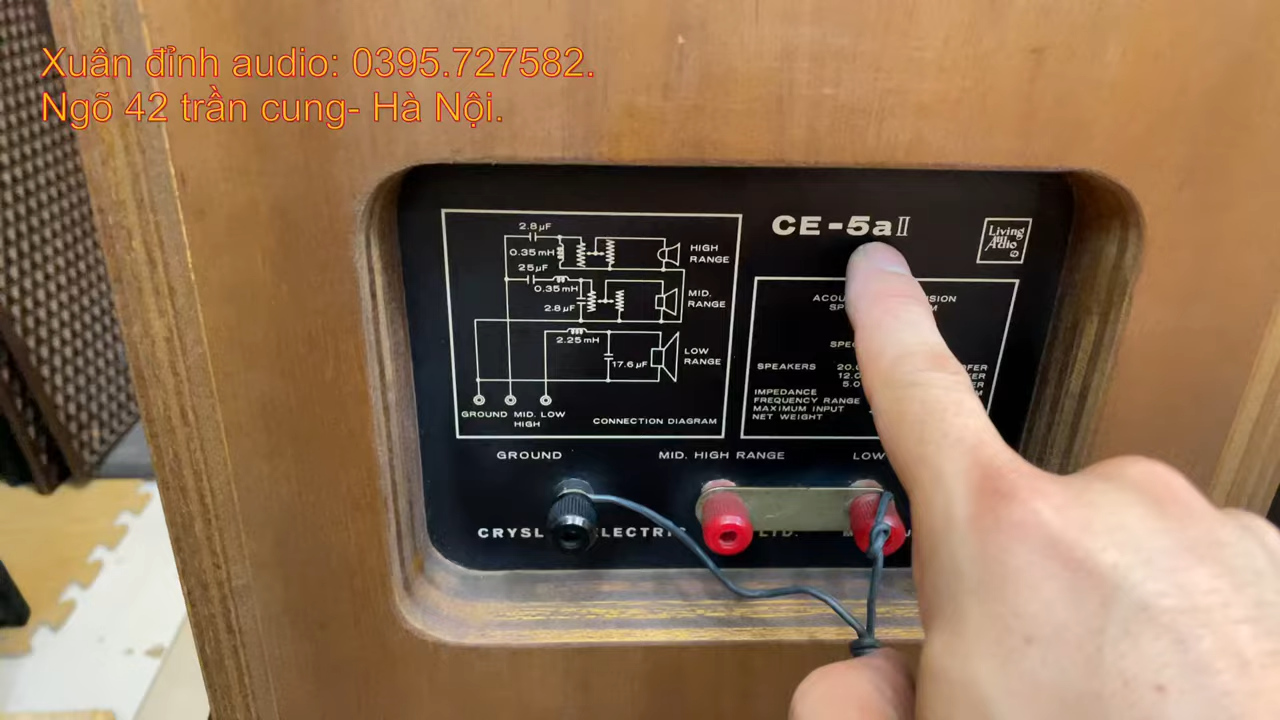 Xuân đỉnh audio: 0395.727582.
Ngõ 42 trần cung- Hà Nội.
CE-5aII
Living
Audio
2.8µF
0.35mH
HIGH
RANGE
25µF
0.35mH
2.8µF
MID.
RANGE
2.25mH
17.6µF
LOW
RANGE
GROUND MID. LOW
HIGH
CONNECTION DIAGRAM
SPEAKERS
IMPEDANCE
FREQUENCY RANGE
MAXIMUM INPUT
NET WEIGHT
GROUND MID. HIGH RANGE LOW
LTD.